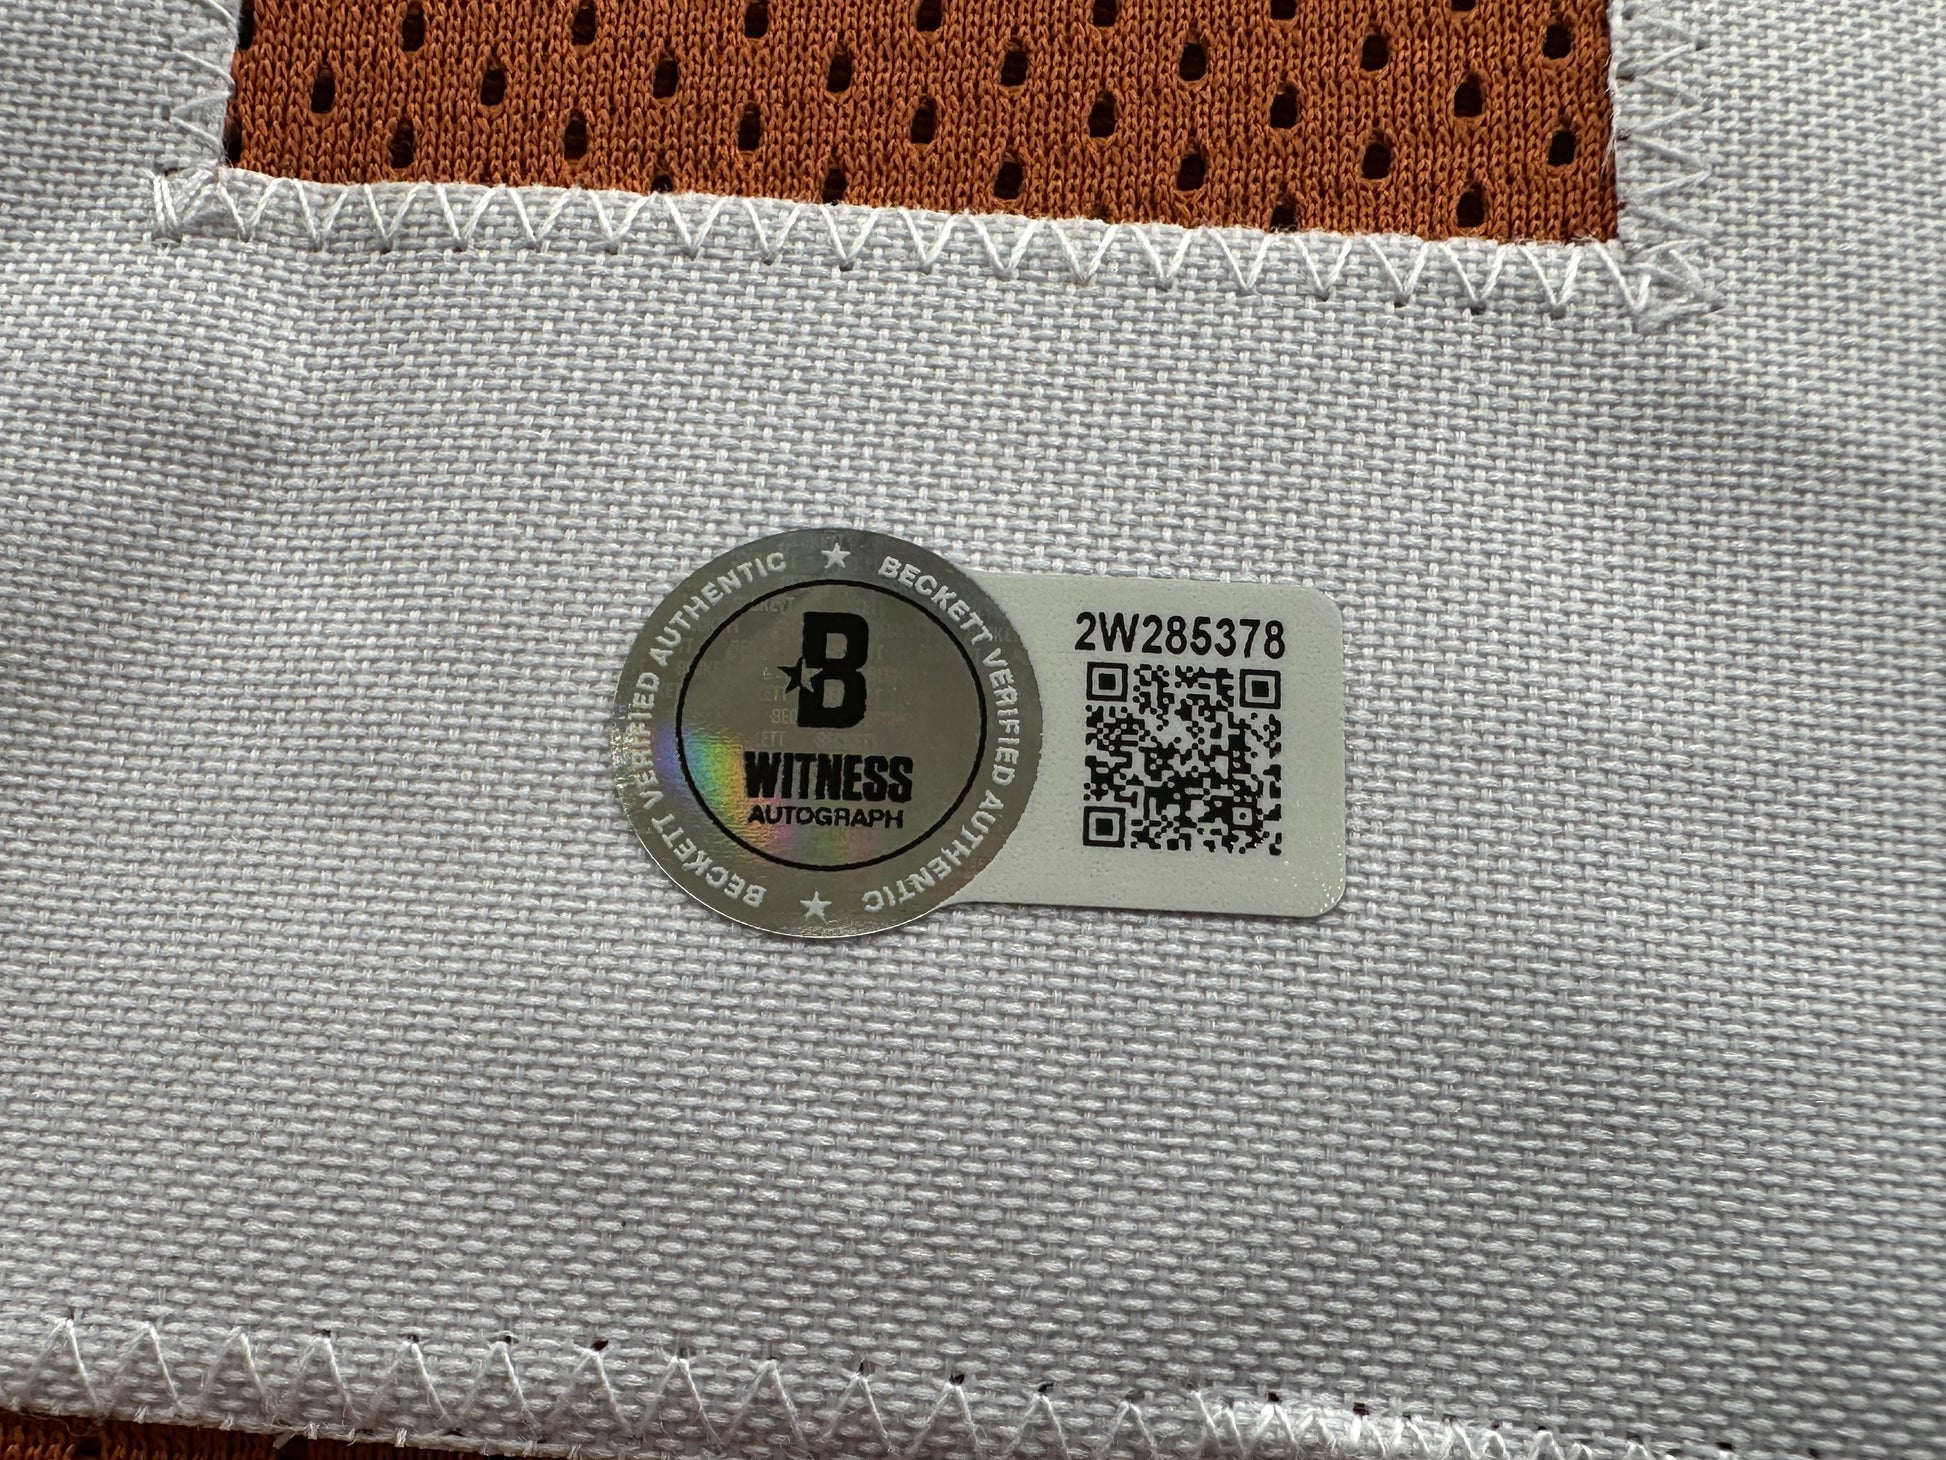 BECKETT VERIFIED AUTHENTIC ★ BECKETT VERIFIED AUTHENTIC ★
B
WITNESS
AUTOGRAPH
2W285378